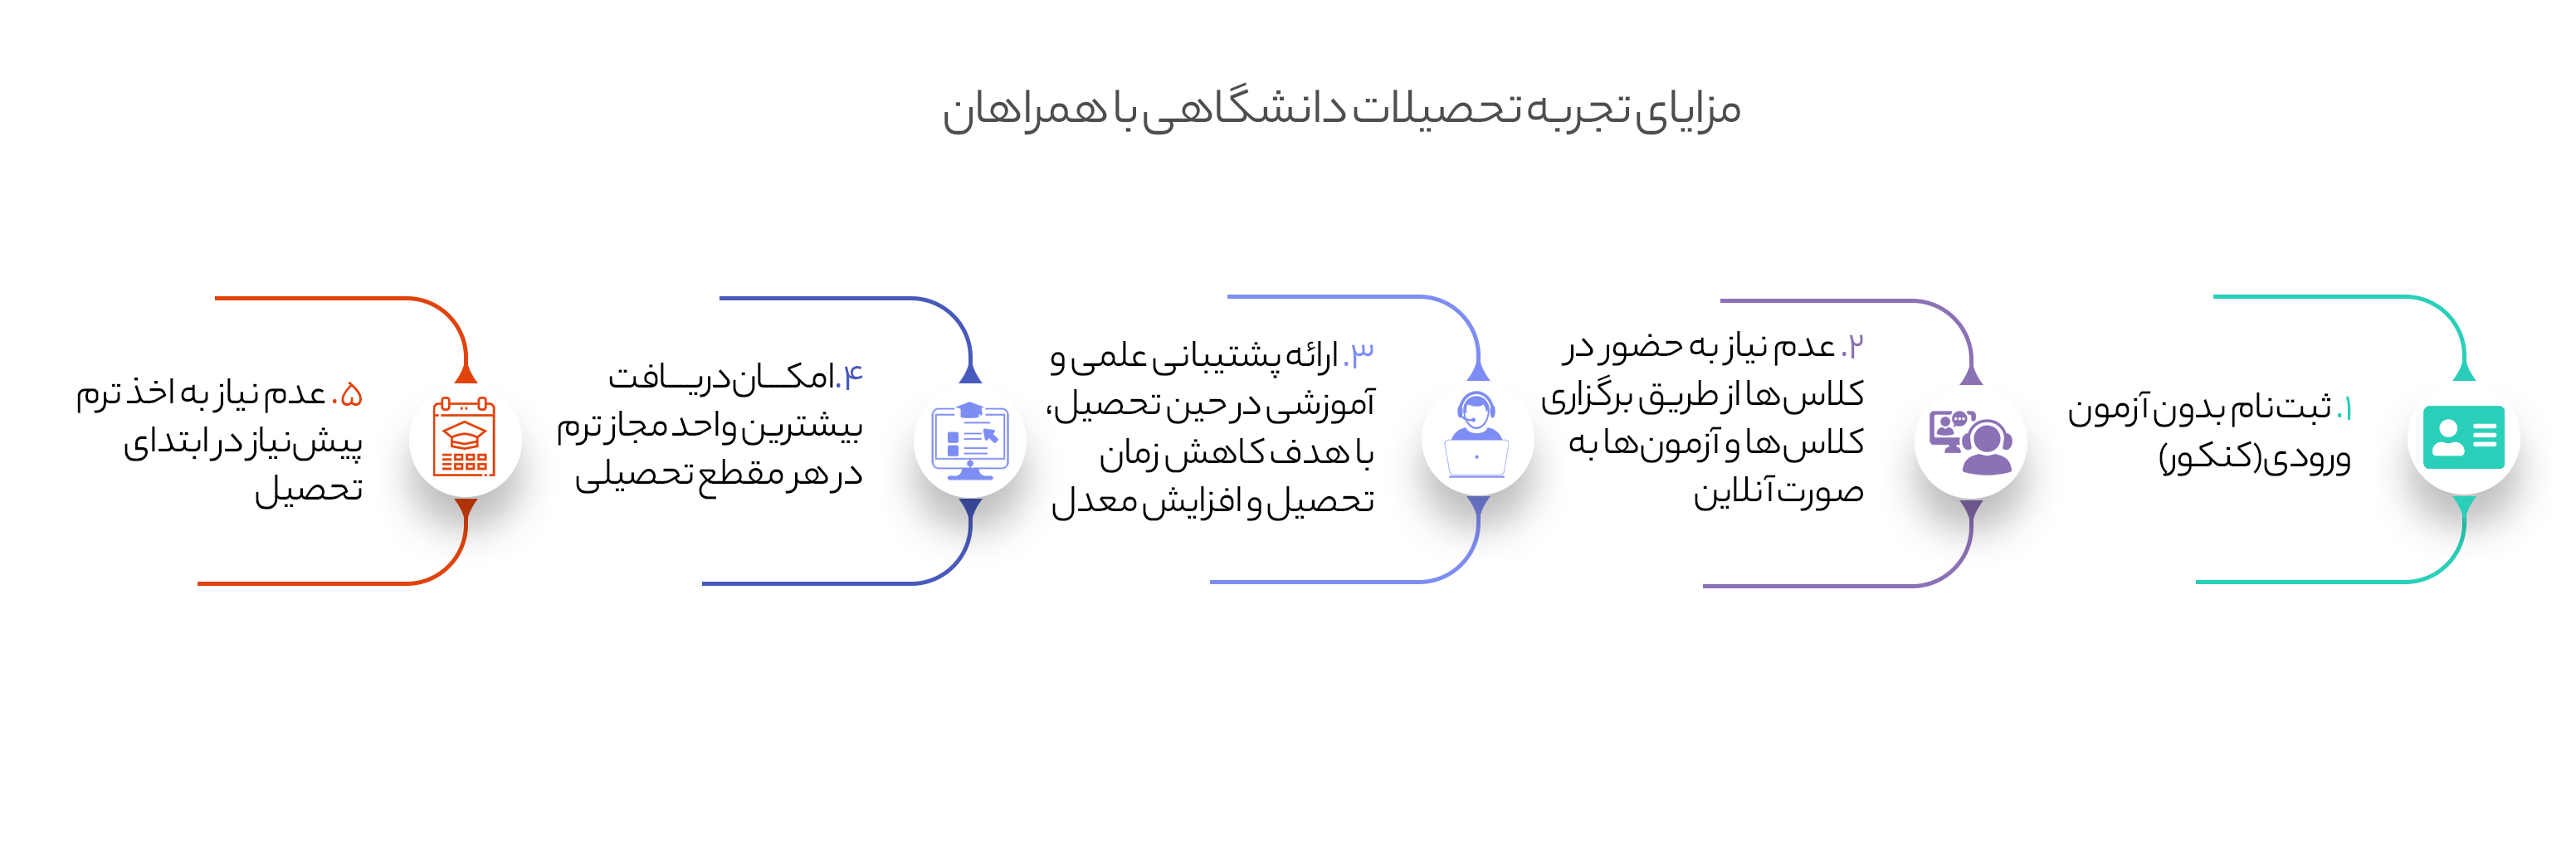 مزایای تجربه تحصیلات دانشگاهی با همراهان
۱. ثبت‌نام بدون آزمون
ورودی(کنکور)
۲. عدم نیاز به حضور در
کلاس‌ها از طریق برگزاری
کلاس‌ها و آزمون‌ها به
صورت آنلاین
۳. ارائه پشتیبانی علمی و
آموزشی در حین تحصیل،
با هدف کاهش زمان
تحصیل و افزایش معدل
۴.امکــان‌دریــافت
بیشترین واحد مجاز ترم
در هر مقطع تحصیلی
۵. عدم نیاز به اخذ ترم
پیش‌نیاز در ابتدای
تحصیل